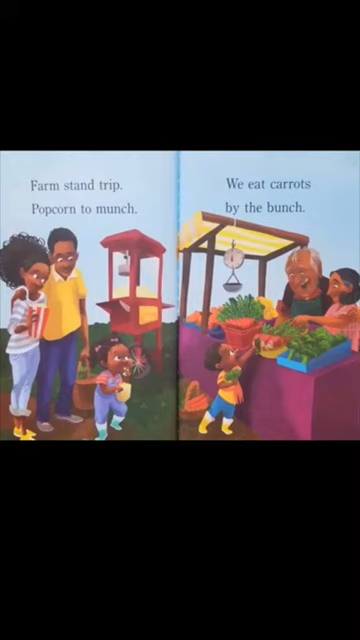 Farm stand trip.
Popcorn to munch.
We eat carrots
by the bunch.